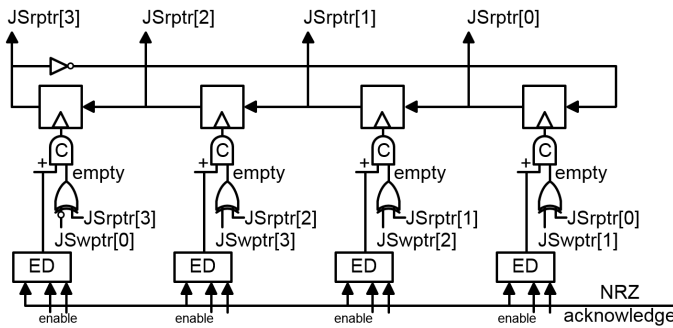 JSrptr[3] JSrptr[2] JSrptr[1] JSrptr[0]
C C C C
+ empty + empty + empty + empty
JSrptr[3] JSrptr[2] JSrptr[1] JSrptr[0]
JSwptr[0] JSwptr[3] JSwptr[2] JSwptr[1]
ED ED ED ED
NRZ
enable enable enable enable acknowledge